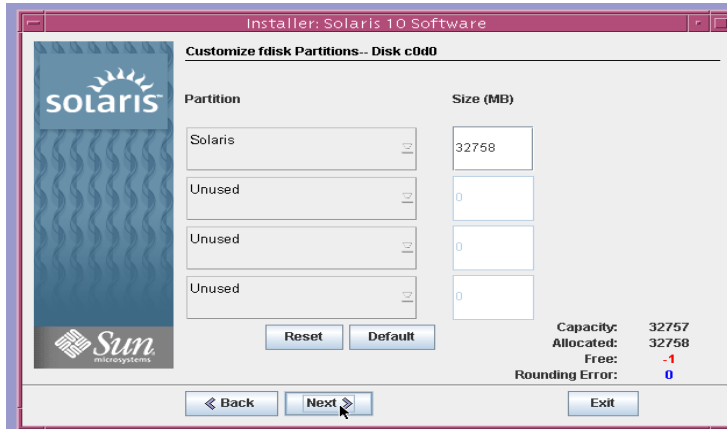 Installer: Solaris 10 Software
solaris
Customize fdisk Partitions-- Disk c0d0
Partition Size (MB)
Solaris 32758
Unused 0
Unused 0
Unused 0
Reset Default
Capacity: 32757
Allocated: 32758
Free: -1
Rounding Error: 0
Sun
microsystems
Back Next Exit